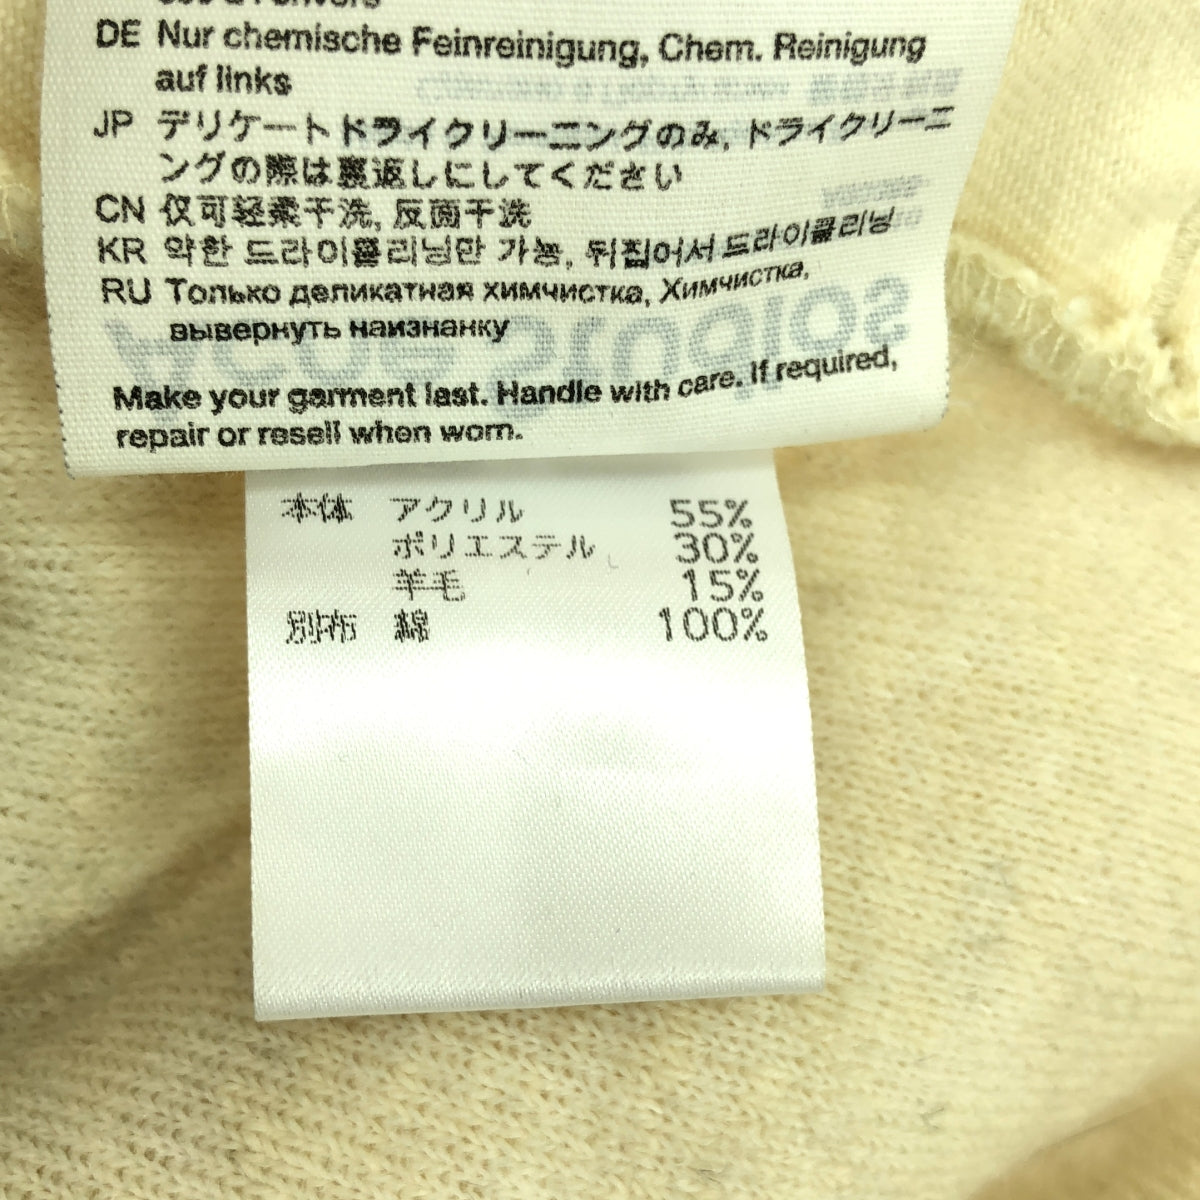 DE Nur chemische Feinreinigung, Chem. Reinigung
auf links
JP デリケートドライクリーニングのみ, ドライクリーニ
ングの際は裏返しにしてください
CN 仅可轻柔干洗, 反面干洗
KR 약한 드라이클리닝만 가능, 뒤집어서 드라이클리닝
RU Только деликатная химчистка, Химчистка,
вывернуть наизнанку
Make your garment last. Handle with care. If required,
repair or resell when worn.
本体 アクリル 55%
ポリエステル 30%
羊毛 15%
別布 綿 100%